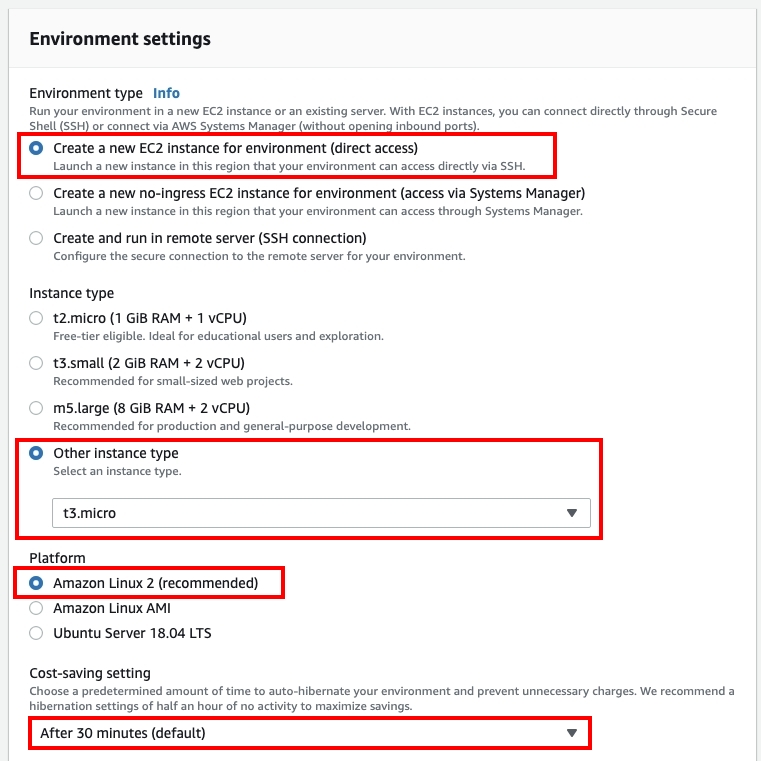 Environment settings
Environment type Info
Run your environment in a new EC2 instance or an existing server. With EC2 instances, you can connect directly through Secure
Shell (SSH) or connect via AWS Systems Manager (without opening inbound ports).
Create a new EC2 instance for environment (direct access)
Launch a new instance in this region that your environment can access directly via SSH.
Create a new no-ingress EC2 instance for environment (access via Systems Manager)
Launch a new instance in this region that your environment can access through Systems Manager.
Create and run in remote server (SSH connection)
Configure the secure connection to the remote server for your environment.
Instance type
t2.micro (1 GiB RAM + 1 vCPU)
Free-tier eligible. Ideal for educational users and exploration.
t3.small (2 GiB RAM + 2 vCPU)
Recommended for small-sized web projects.
m5.large (8 GiB RAM + 2 vCPU)
Recommended for production and general-purpose development.
Other instance type
Select an instance type.
t3.micro
Platform
Amazon Linux 2 (recommended)
Amazon Linux AMI
Ubuntu Server 18.04 LTS
Cost-saving setting
Choose a predetermined amount of time to auto-hibernate your environment and prevent unnecessary charges. We recommend a
hibernation settings of half an hour of no activity to maximize savings.
After 30 minutes (default)